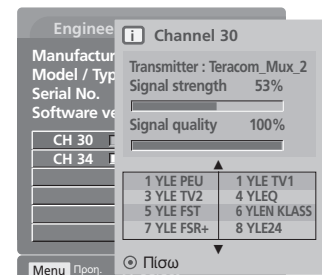 Enginee
Manufactur
Model / Typ
Serial No.
Software ve
CH 30
CH 34
i Channel 30
Transmitter : Teracom_Mux_2
Signal strength 53%
Signal quality 100%
1 YLE PEU 1 YLE TV1
3 YLE TV2 4 YLEQ
5 YLE FST 6 YLEN KLASS
7 YLE FSR+ 8 YLE24
Πίσω
Menu Προη.